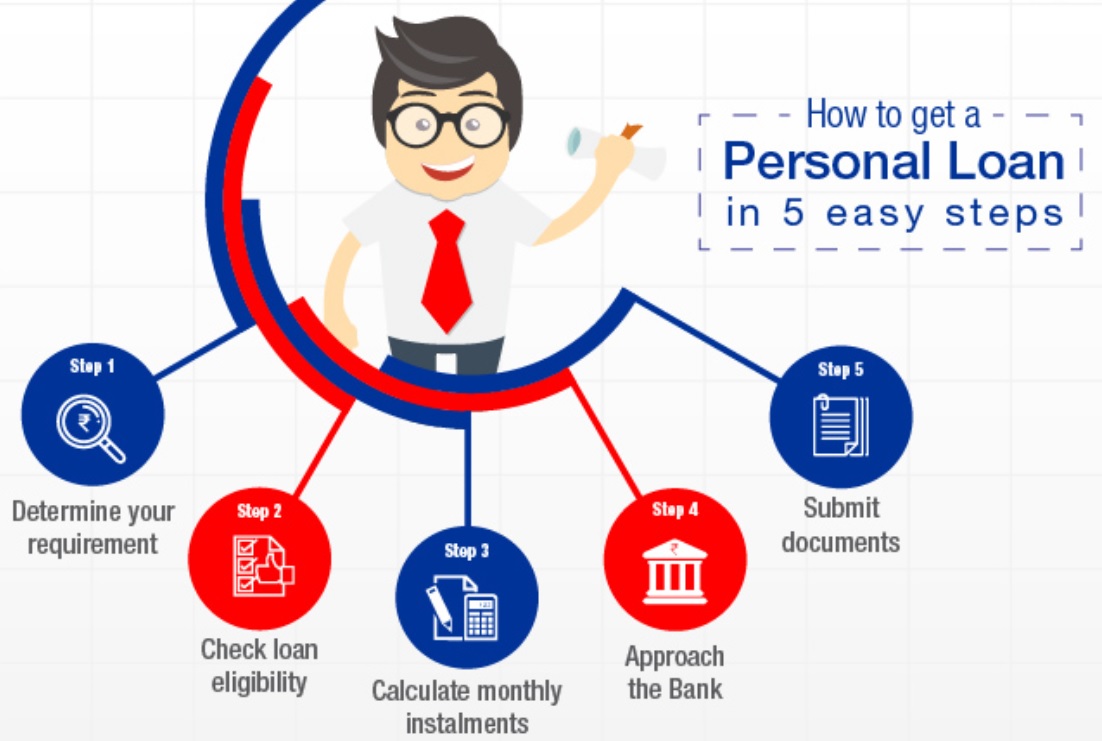 How to get a
Personal Loan
in 5 easy steps
Step 1
₹
Determine your
requirement
Step 2
Check loan
eligibility
Step 3
Calculate monthly
instalments
Step 4
₹
Approach
the Bank
Step 5
Submit
documents